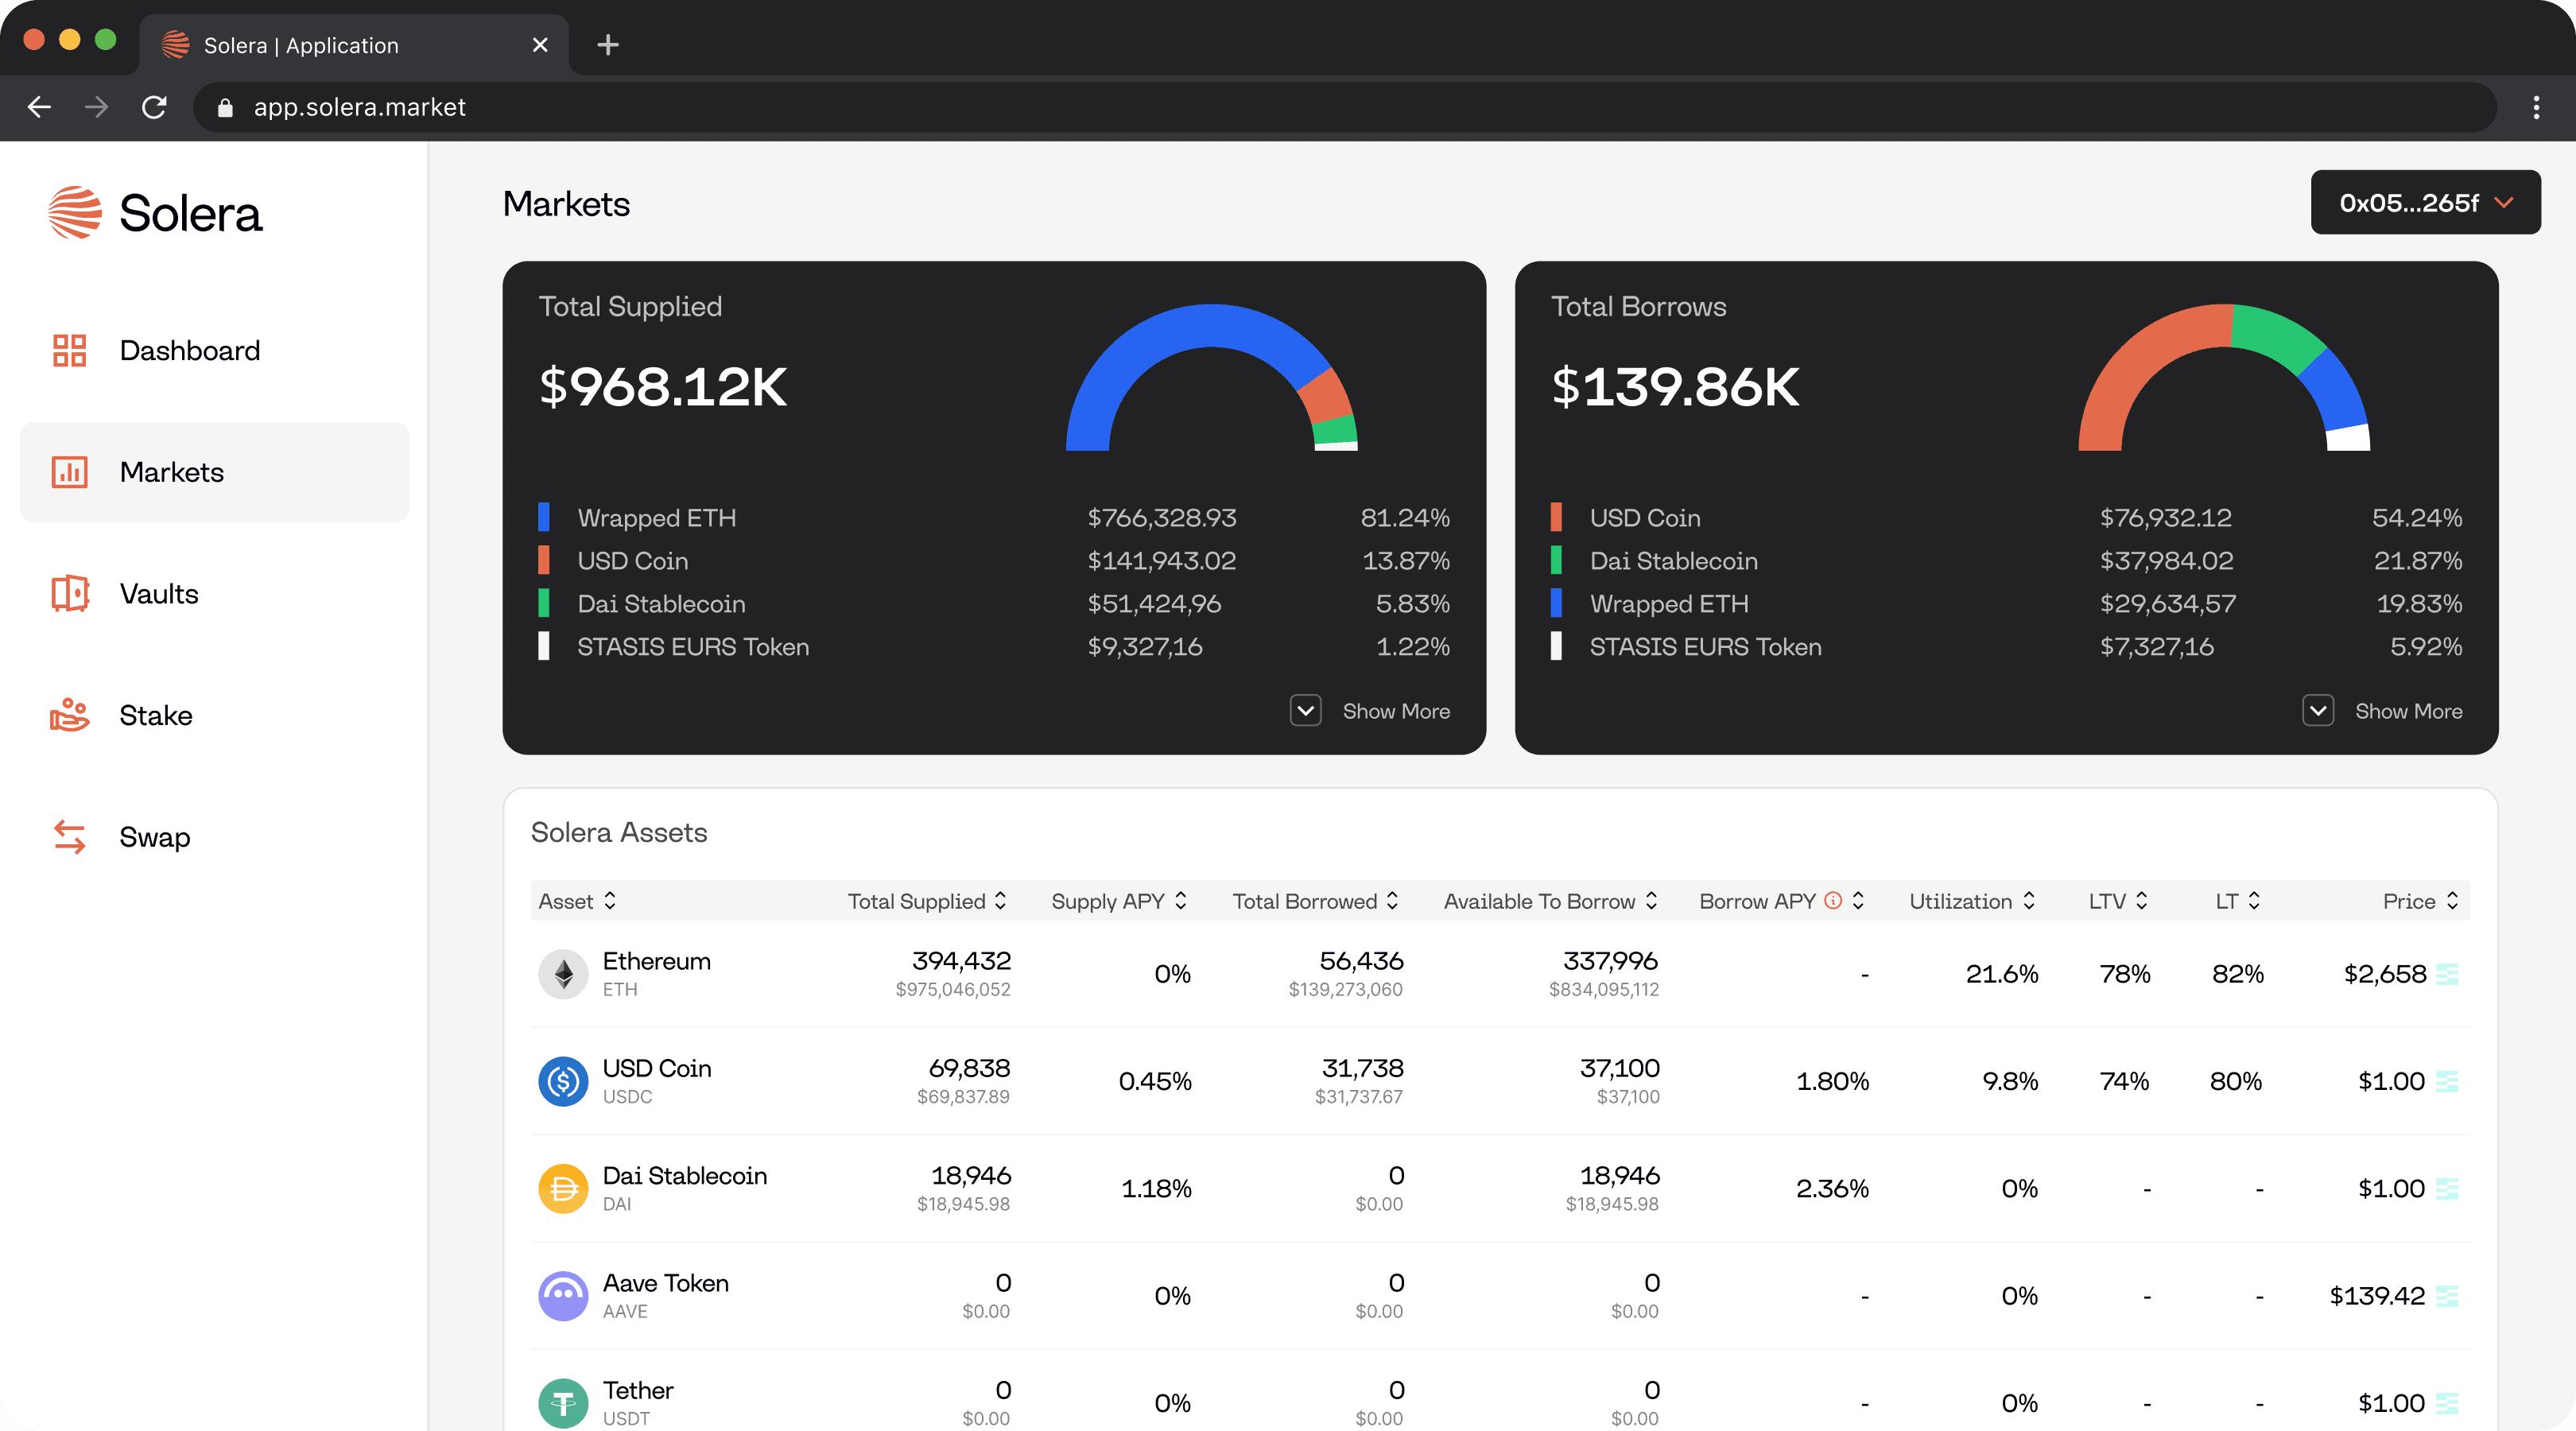 Solera | Application
app.solera.market
Solera
Dashboard
Markets
Vaults
Stake
Swap
Markets
0x05...265f
Total Supplied
$968.12K
Wrapped ETH $766,328.93 81.24%
USD Coin $141,943.02 13.87%
Dai Stablecoin $51,424,96 5.83%
STASIS EURS Token $9,327,16 1.22%
Show More
Total Borrows
$139.86K
USD Coin $76,932.12 54.24%
Dai Stablecoin $37,984.02 21.87%
Wrapped ETH $29,634,57 19.83%
STASIS EURS Token $7,327,16 5.92%
Show More
Solera Assets
Asset Total Supplied Supply APY Total Borrowed Available To Borrow Borrow APY Utilization LTV LT Price
Ethereum 394,432 0% 56,436 337,996 - 21.6% 78% 82% $2,658
ETH $975,046,052 $139,273,060 $834,095,112
USD Coin 69,838 0.45% 31,738 37,100 1.80% 9.8% 74% 80% $1.00
USDC $69,837.89 $31,737.67 $37,100
Dai Stablecoin 18,946 1.18% 0 18,946 2.36% 0% - - $1.00
DAI $18,945.98 $0.00 $18,945.98
Aave Token 0 0% 0 0 - 0% - - $139.42
AAVE $0.00 $0.00 $0.00
Tether 0 0% 0 0 - 0% - - $1.00
USDT $0.00 $0.00 $0.00